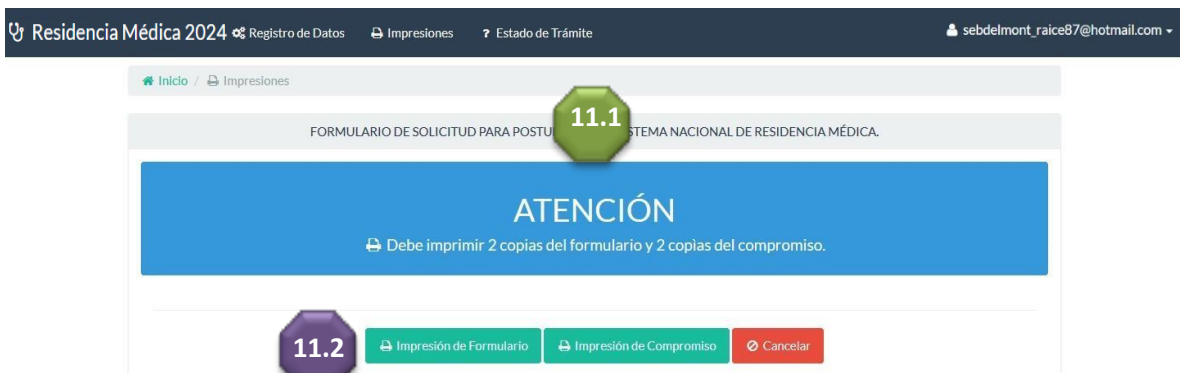 Residencia Médica 2024 Registro de Datos Impresiones ? Estado de Trámite sebdelmont_raice87@hotmail.com
Inicio / Impresiones
11.1
FORMULARIO DE SOLICITUD PARA POSTU STEMA NACIONAL DE RESIDENCIA MÉDICA.
ATENCIÓN
Debe imprimir 2 copias del formulario y 2 copias del compromiso.
11.2 Impresión de Formulario Impresión de Compromiso Cancelar